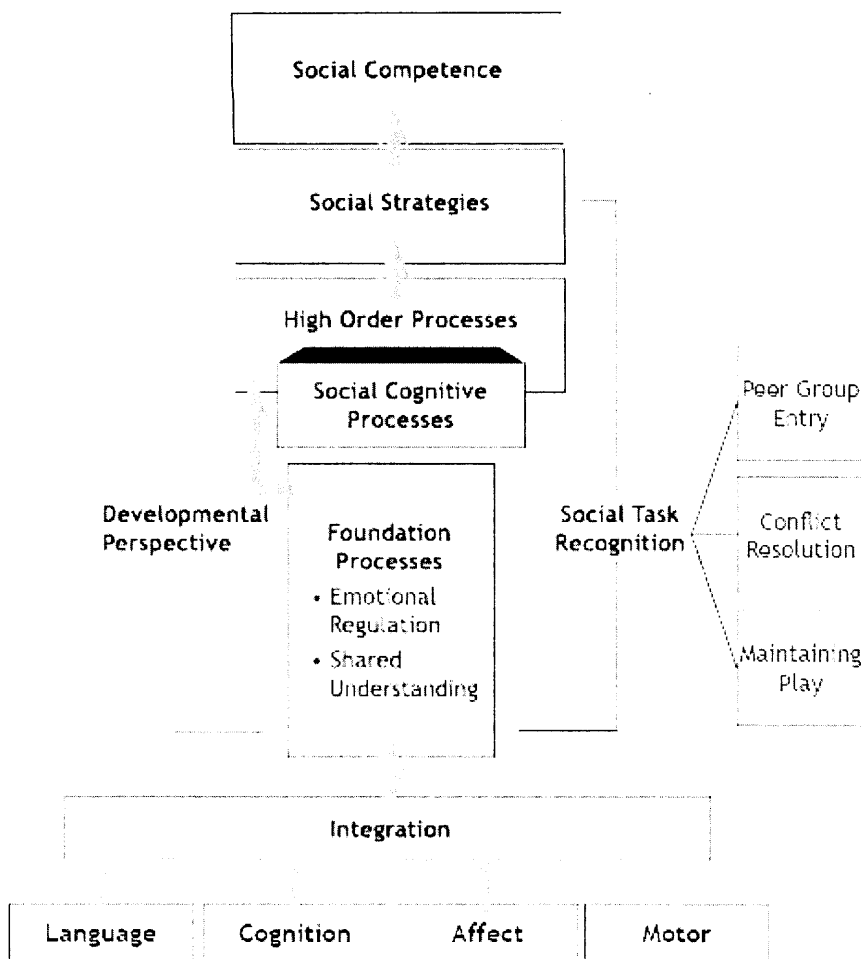 Social Competence
Social Strategies
High Order Processes
Social Cognitive
Processes
Developmental
Perspective
Foundation
Processes
• Emotional
Regulation
• Shared
Understanding
Social Task
Recognition
Peer Group
Entry
Conflict
Resolution
Maintaining
Play
Integration
Language
Cognition
Affect
Motor